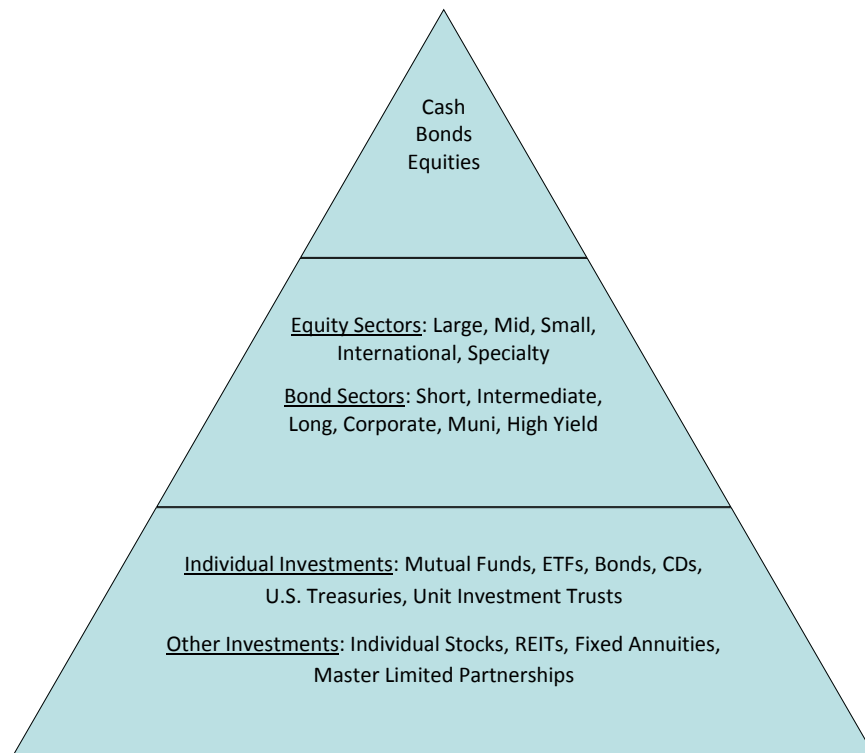 Cash
Bonds
Equities
Equity Sectors: Large, Mid, Small,
International, Specialty
Bond Sectors: Short, Intermediate,
Long, Corporate, Muni, High Yield
Individual Investments: Mutual Funds, ETFs, Bonds, CDs,
U.S. Treasuries, Unit Investment Trusts
Other Investments: Individual Stocks, REITs, Fixed Annuities,
Master Limited Partnerships